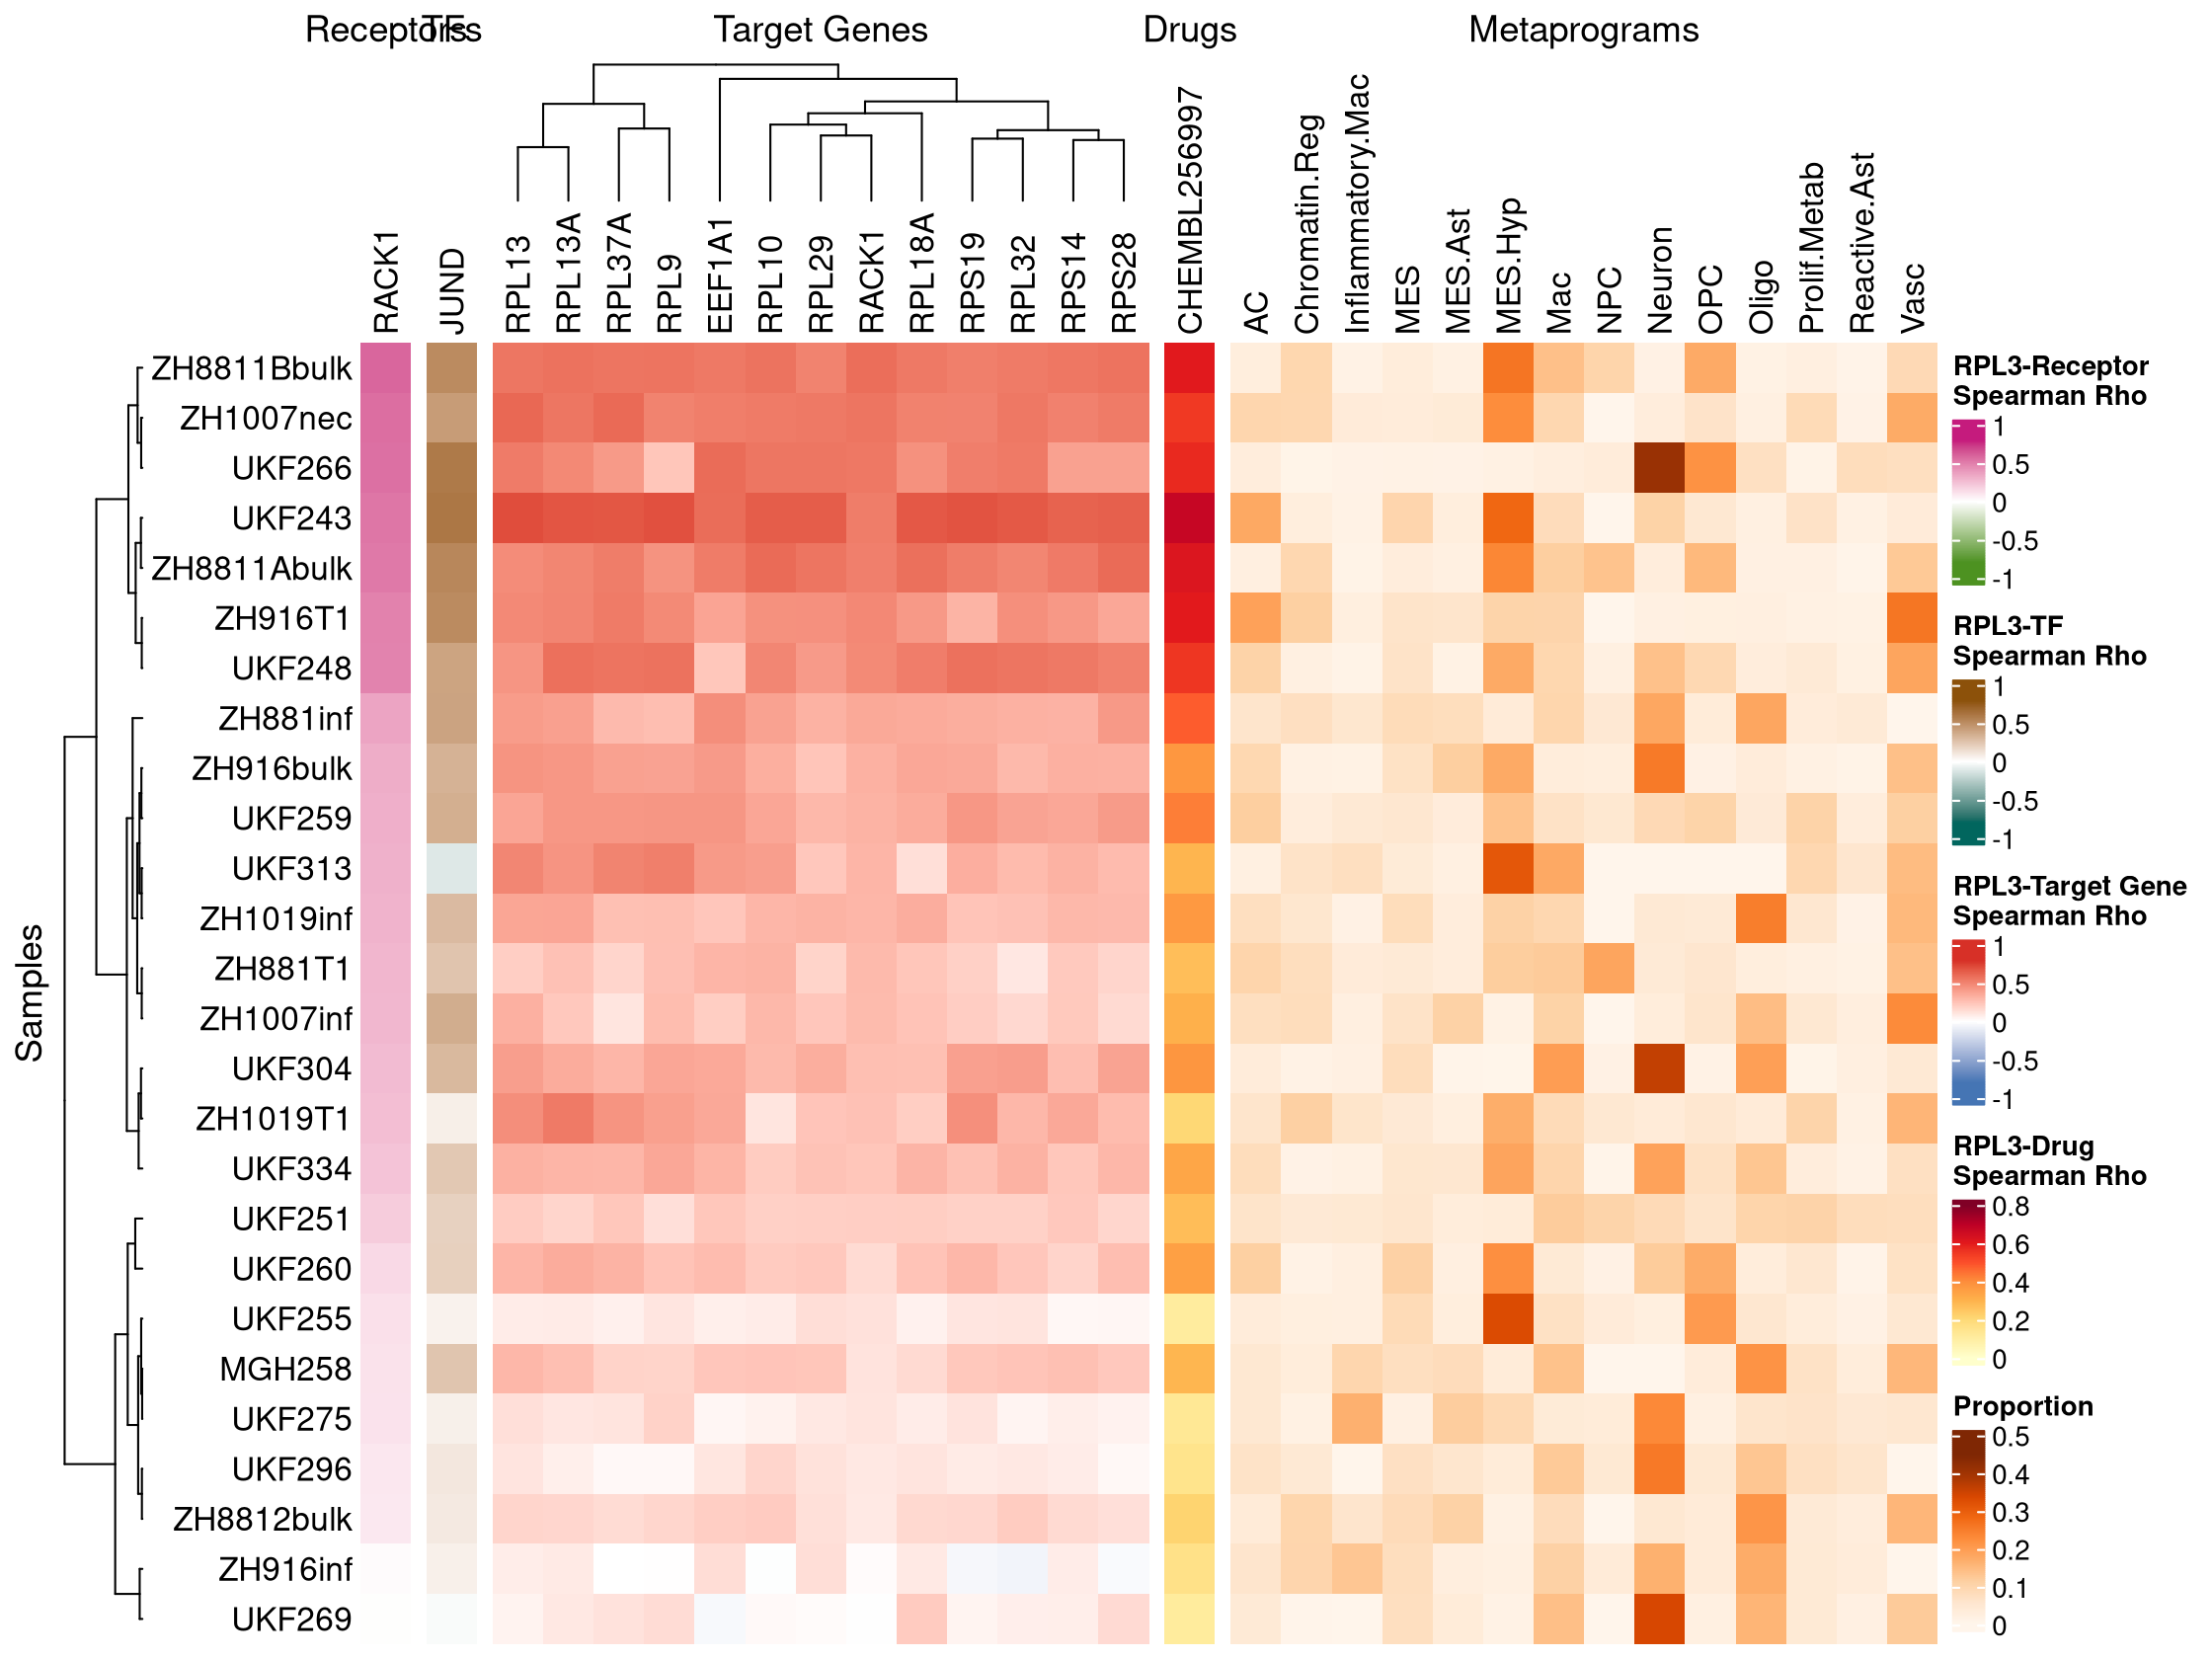 Receptors
TFs
Target Genes
Drugs
Metaprograms
RACK1
JUND
RPL13
RPL13A
RPL37A
RPL9
EEF1A1
RPL10
RPL29
RACK1
RPL18A
RPS19
RPL32
RPS14
RPS28
CHEMBL256997
AC
Chromatin.Reg
Inflammatory.Mac
MES
MES.Ast
MES.Hyp
Mac
NPC
Neuron
OPC
Oligo
Prolif.Metab
Reactive.Ast
Vasc
Samples
ZH8811Bbulk
ZH1007nec
UKF266
UKF243
ZH8811Abulk
ZH916T1
UKF248
ZH881inf
ZH916bulk
UKF259
UKF313
ZH1019inf
ZH881T1
ZH1007inf
UKF304
ZH1019T1
UKF334
UKF251
UKF260
UKF255
MGH258
UKF275
UKF296
ZH8812bulk
ZH916inf
UKF269
RPL3-Receptor
Spearman Rho
1
0.5
0
-0.5
-1
RPL3-TF
Spearman Rho
1
0.5
0
-0.5
-1
RPL3-Target Gene
Spearman Rho
1
0.5
0
-0.5
-1
RPL3-Drug
Spearman Rho
0.8
0.6
0.4
0.2
0
Proportion
0.5
0.4
0.3
0.2
0.1
0